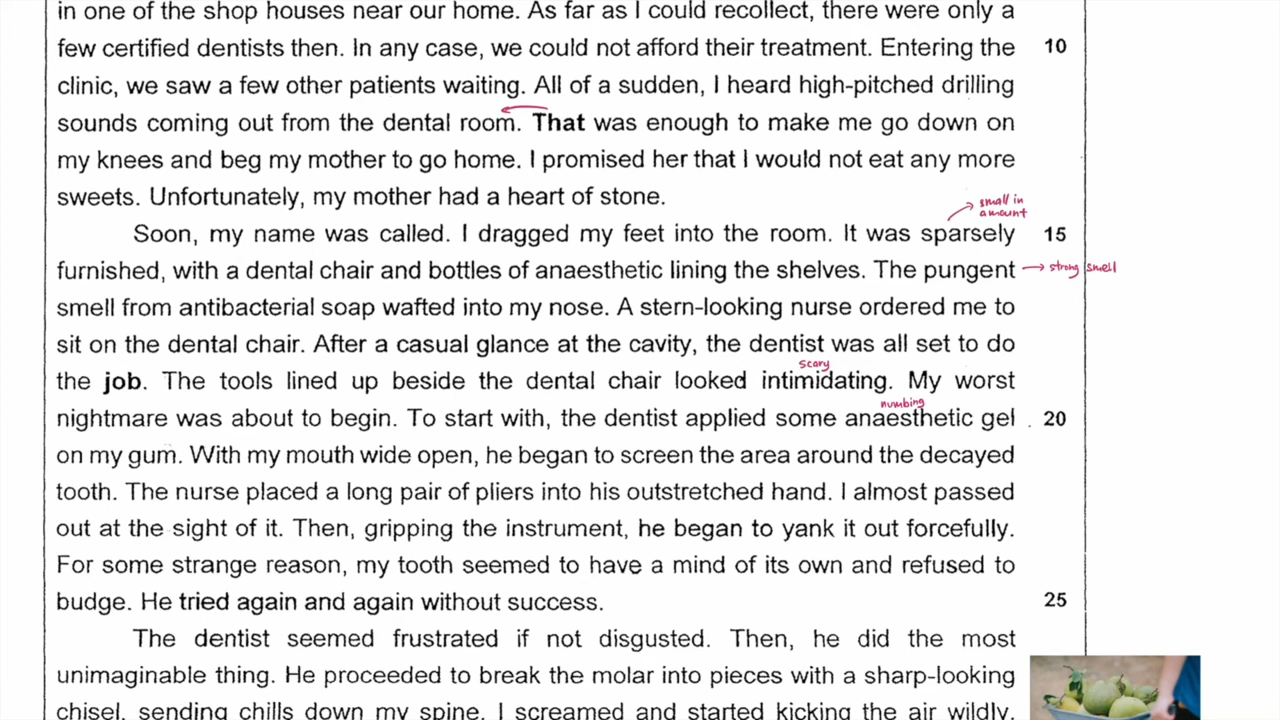 in one of the shop houses near our home. As far as I could recollect, there were only a
few certified dentists then. In any case, we could not afford their treatment. Entering the 10
clinic, we saw a few other patients waiting. All of a sudden, I heard high-pitched drilling
sounds coming out from the dental room. That was enough to make me go down on
my knees and beg my mother to go home. I promised her that I would not eat any more
sweets. Unfortunately, my mother had a heart of stone.
small in
amount
Soon, my name was called. I dragged my feet into the room. It was sparsely 15
furnished, with a dental chair and bottles of anaesthetic lining the shelves. The pungent strong smell
smell from antibacterial soap wafted into my nose. A stern-looking nurse ordered me to
sit on the dental chair. After a casual glance at the cavity, the dentist was all set to do
scary
the job. The tools lined up beside the dental chair looked intimidating. My worst
numbing
nightmare was about to begin. To start with, the dentist applied some anaesthetic gel 20
on my gum. With my mouth wide open, he began to screen the area around the decayed
tooth. The nurse placed a long pair of pliers into his outstretched hand. I almost passed
out at the sight of it. Then, gripping the instrument, he began to yank it out forcefully.
For some strange reason, my tooth seemed to have a mind of its own and refused to
budge. He tried again and again without success. 25
The dentist seemed frustrated if not disgusted. Then, he did the most
unimaginable thing. He proceeded to break the molar into pieces with a sharp-looking
chisel, sending chills down my spine. I screamed and started kicking the air wildly.